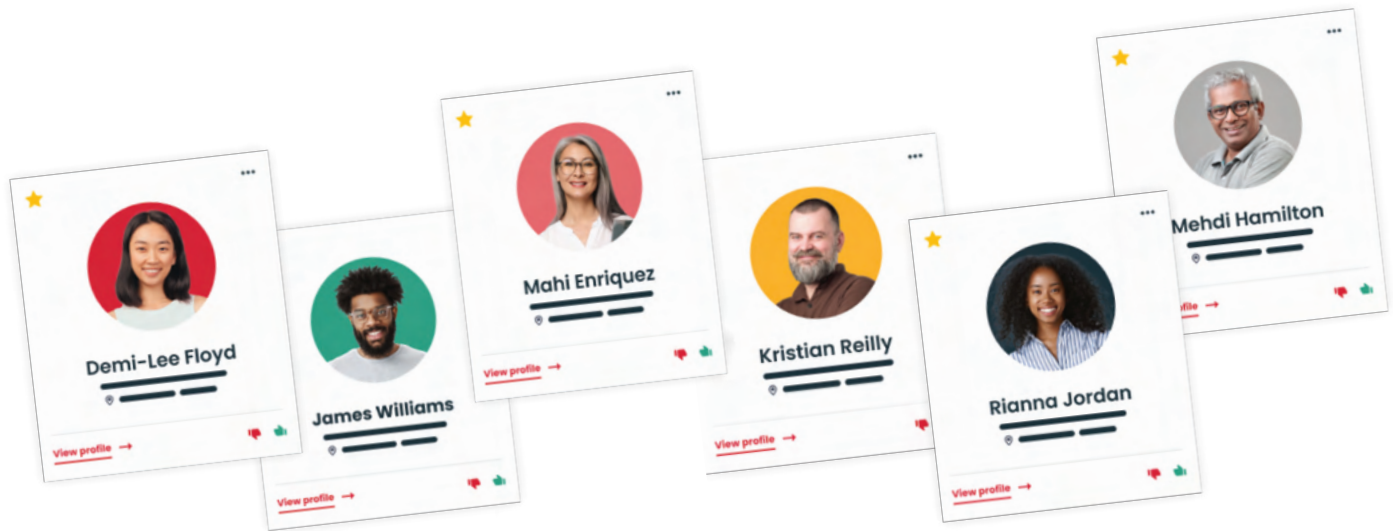 Demi-Lee Floyd
View profile
James Williams
View profile
Mahi Enriquez
View profile
Kristian Reilly
View profile
Rianna Jordan
View profile
Mehdi Hamilton
file